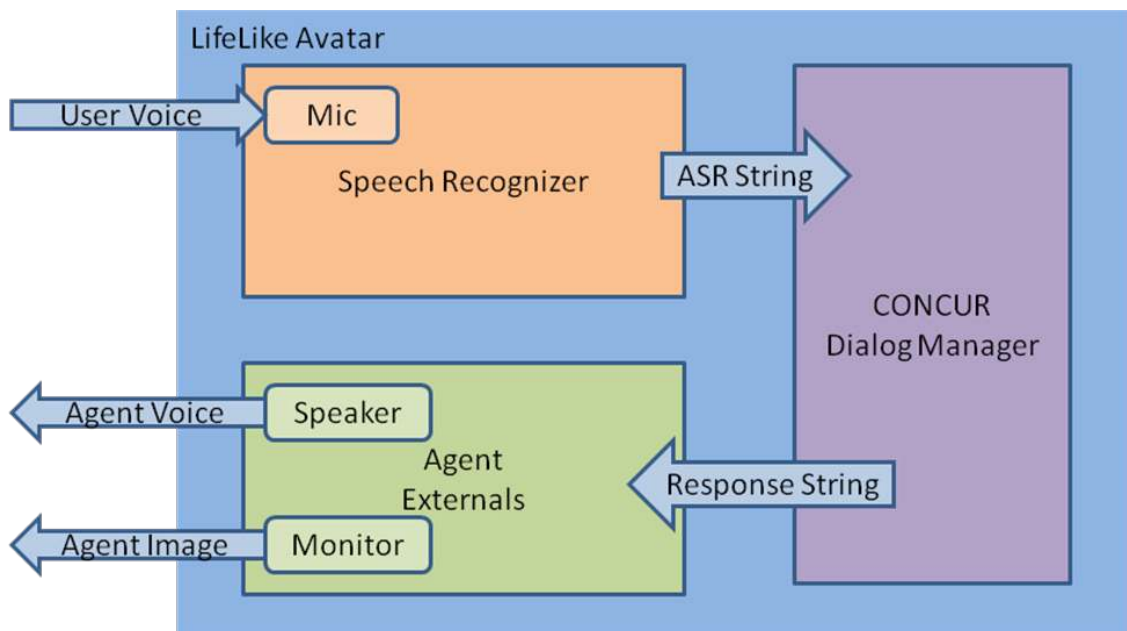 LifeLike Avatar
User Voice
Mic
Speech Recognizer
ASR String
CONCUR
Dialog Manager
Agent Voice
Speaker
Agent
Externals
Response String
Agent Image
Monitor